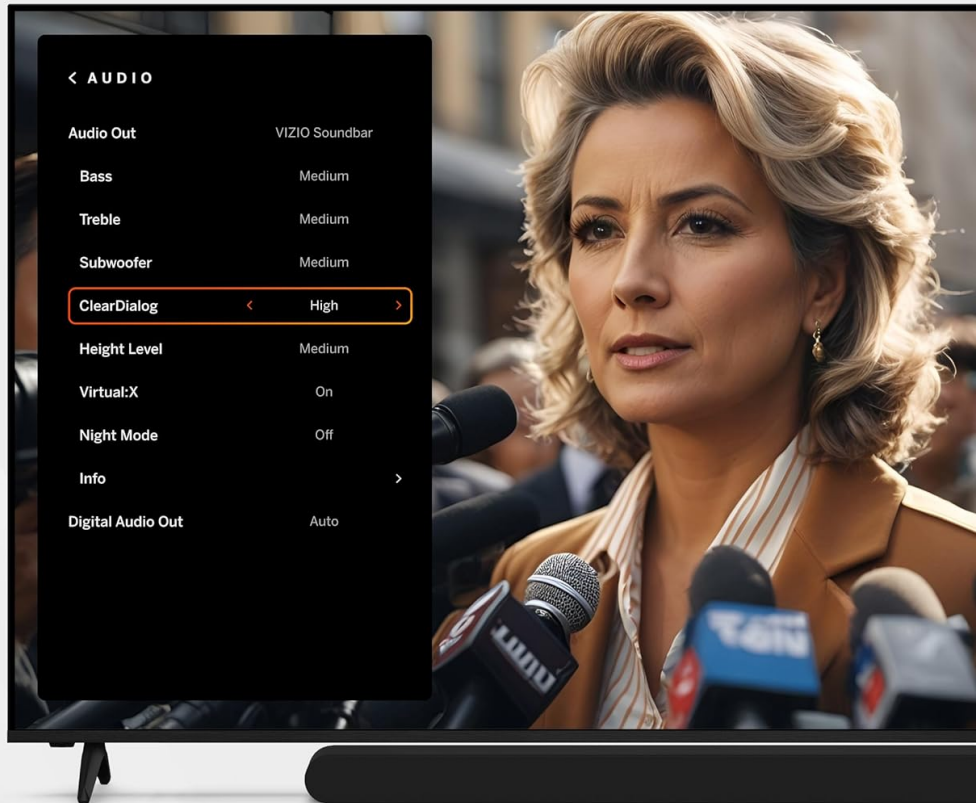 < AUDIO
Audio Out VIZIO Soundbar
Bass Medium
Treble Medium
Subwoofer Medium
ClearDialog < High >
Height Level Medium
Virtual:X On
Night Mode Off
Info >
Digital Audio Out Auto